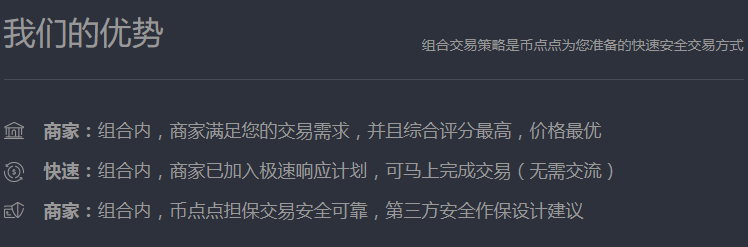 我们的优势
组合交易策略是币点点为您准备的快速安全交易方式
商家：组合内，商家满足您的交易需求，并且综合评分最高，价格最优
快速：组合内，商家已加入极速响应计划，可马上完成交易（无需交流）
商家：组合内，币点点担保交易安全可靠，第三方安全作保设计建议